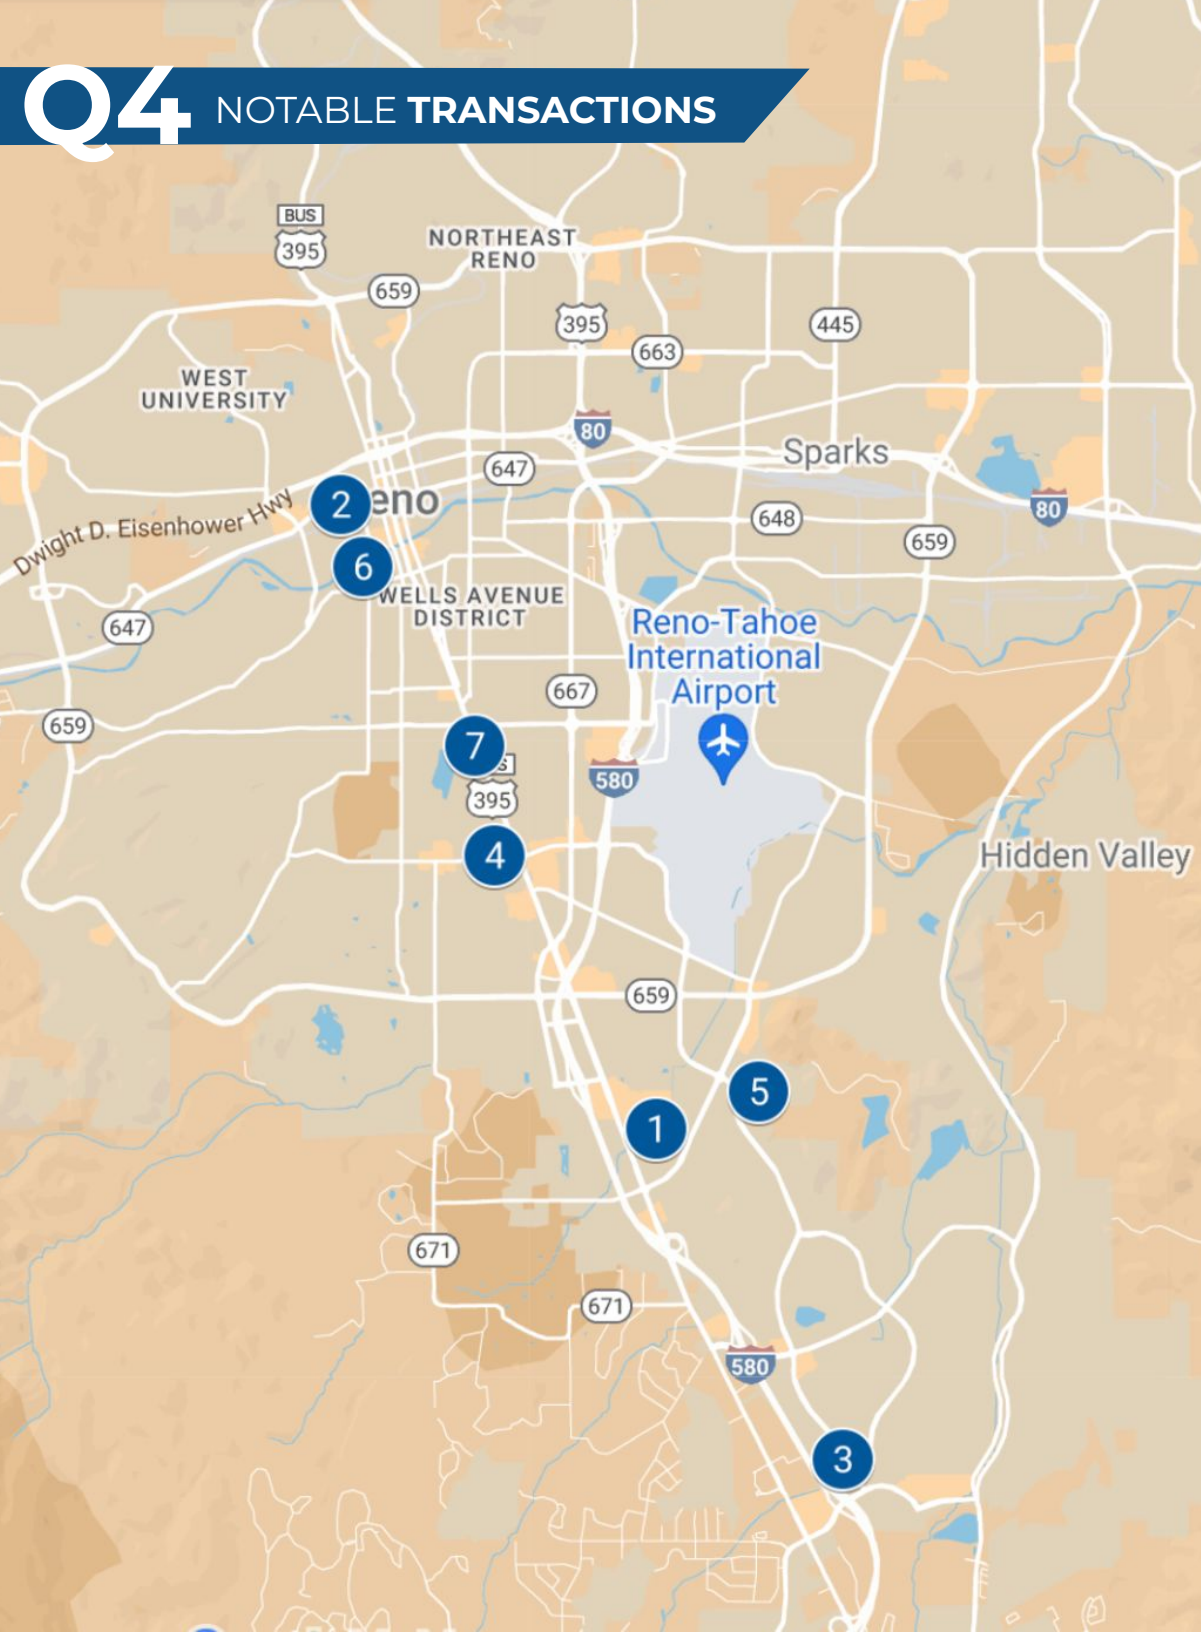 Q4 NOTABLE TRANSACTIONS
BUS
395
NORTHEAST
RENO
659
395
445
663
WEST
UNIVERSITY
80
Sparks
647
2
eno
80
648
Dwight D. Eisenhower Hwy
659
6
WELLS AVENUE
DISTRICT
647
Reno-Tahoe
International
Airport
667
659
7
S
580
395
4
Hidden Valley
659
5
1
671
671
580
3